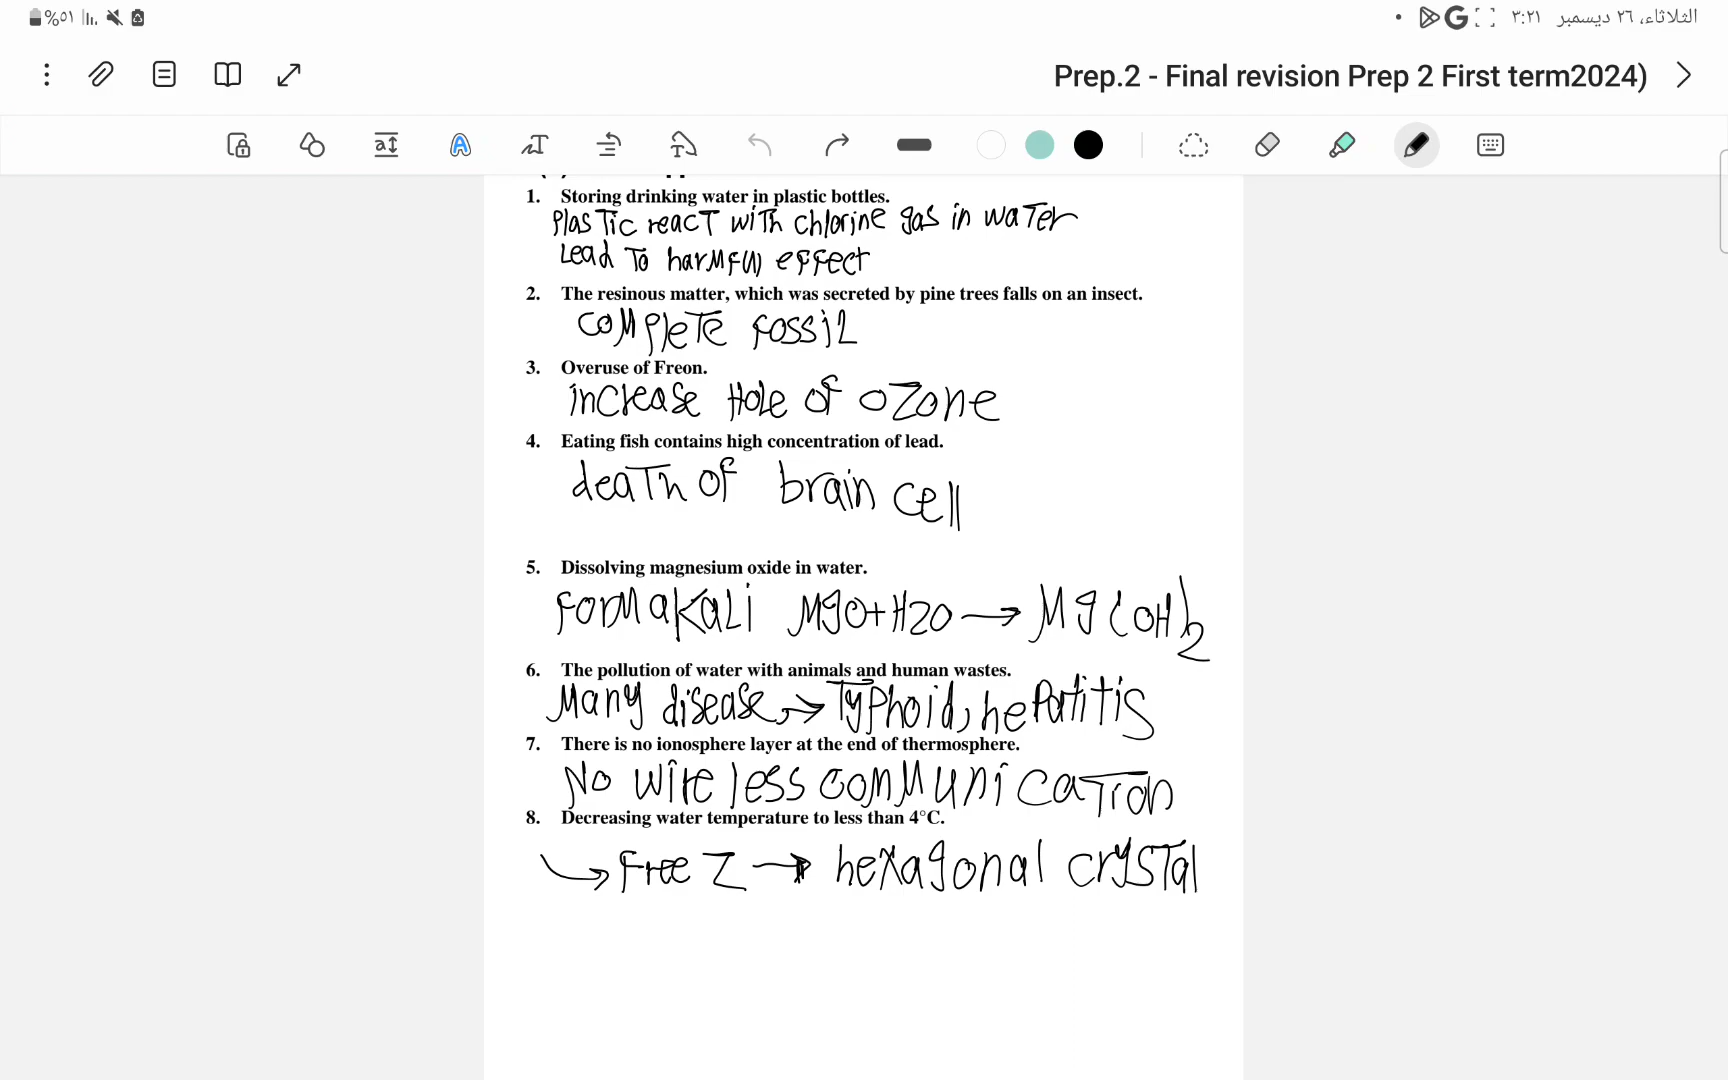 %٥١
الثلاثاء، ٢٦ ديسمبر ٣:٢١
Prep.2 - Final revision Prep 2 First term2024)
1. Storing drinking water in plastic bottles.
Plastic react with chlorine gas in water
Lead to harmful effect
2. The resinous matter, which was secreted by pine trees falls on an insect.
complete fossil
3. Overuse of Freon.
increase Hole of ozone
4. Eating fish contains high concentration of lead.
death of brain cell
5. Dissolving magnesium oxide in water.
Form akali MgO+H2O → Mg(OH)2
6. The pollution of water with animals and human wastes.
Many disease → Typhoid, hepatitis
7. There is no ionosphere layer at the end of thermosphere.
No wireless communication
8. Decreasing water temperature to less than 4°C.
→ Freez → hexagonal crystal